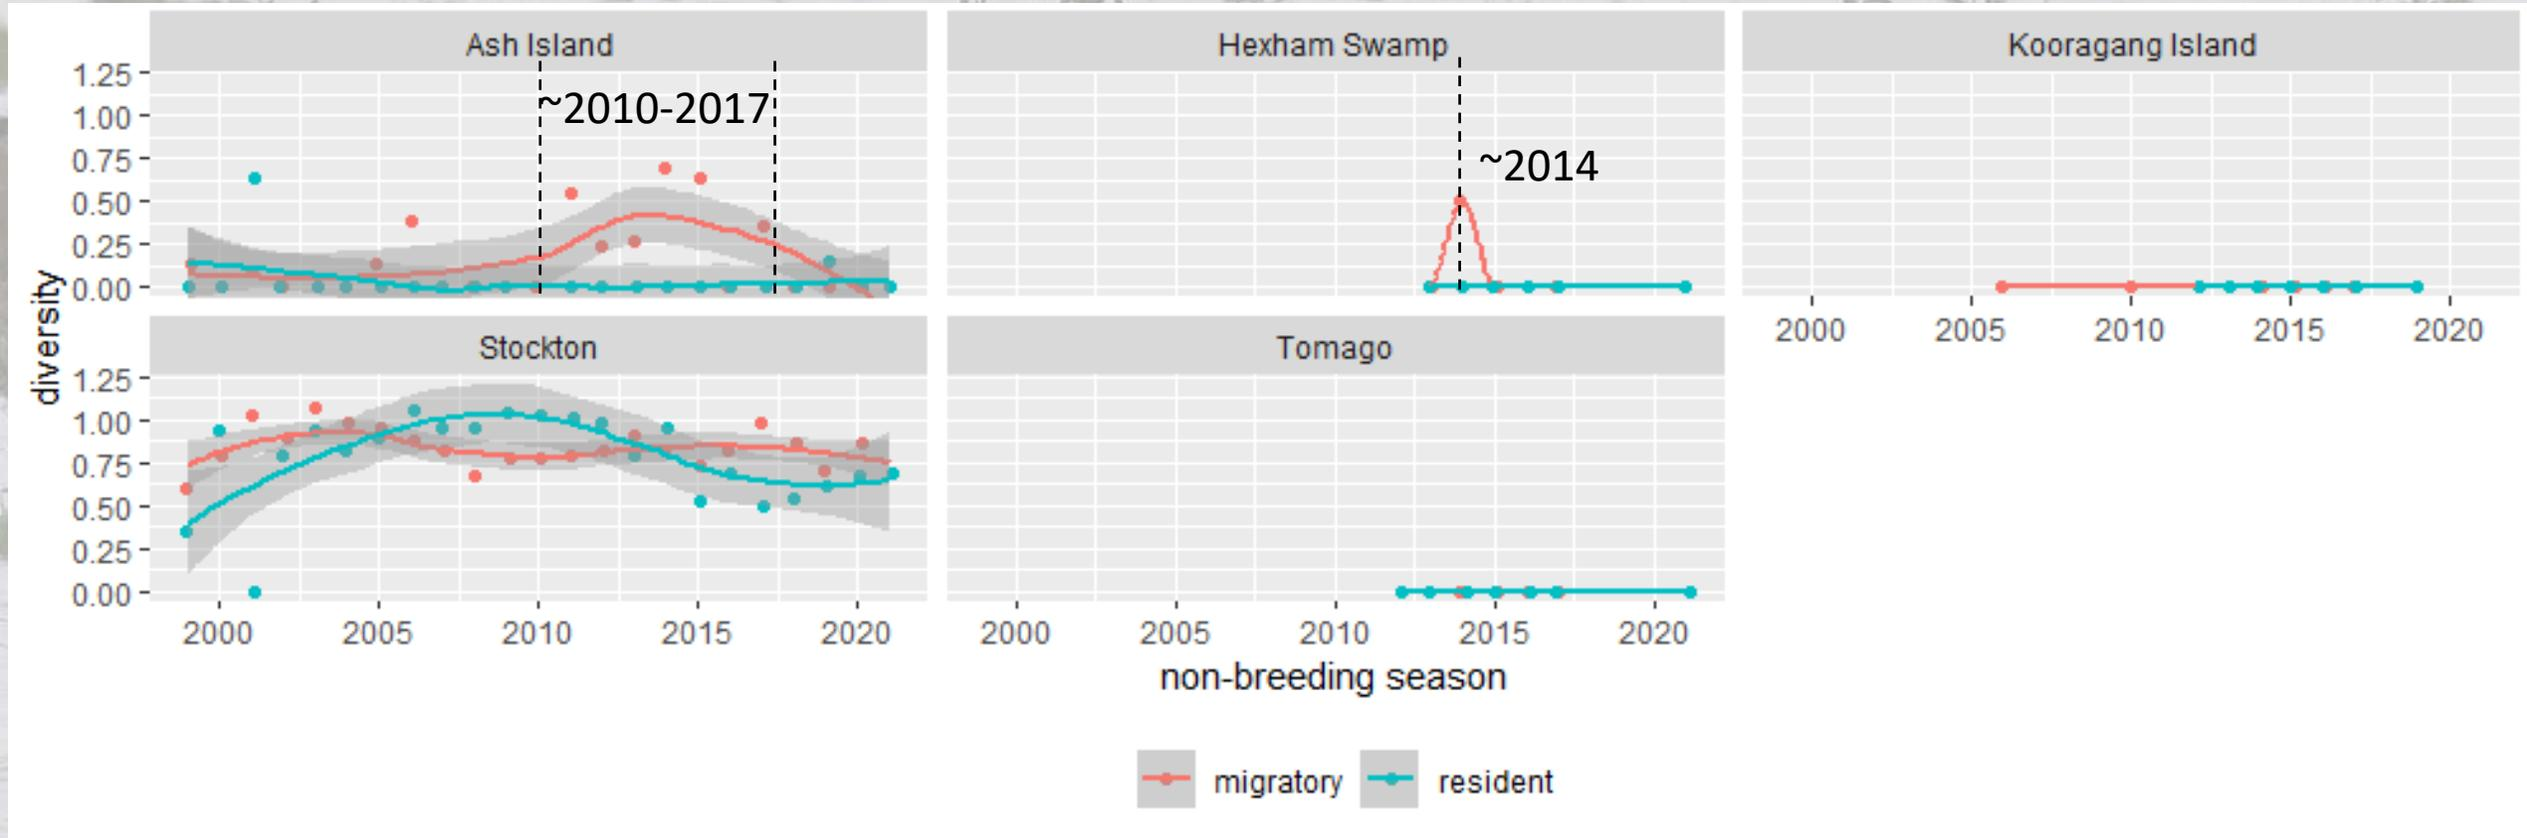 Ash Island
Hexham Swamp
Kooragang Island
1.25
1.00
0.75
0.50
0.25
0.00
~2010-2017
~2014
2000 2005 2010 2015 2020
Stockton
Tomago
diversity
1.25
1.00
0.75
0.50
0.25
0.00
2000 2005 2010 2015 2020
2000 2005 2010 2015 2020
non-breeding season
migratory
resident